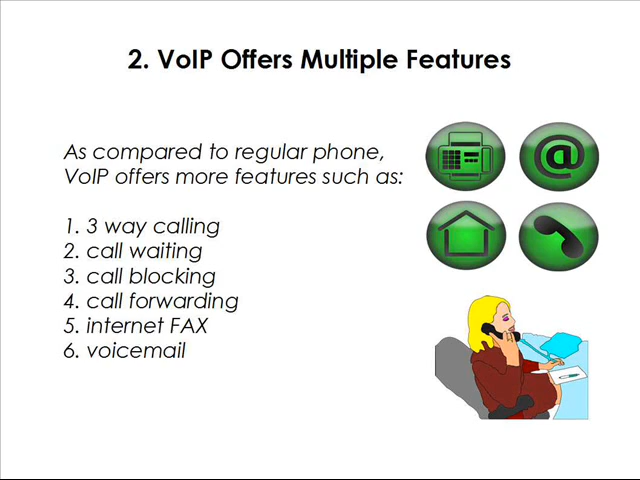 2. VoIP Offers Multiple Features
As compared to regular phone,
VoIP offers more features such as:
1. 3 way calling
2. call waiting
3. call blocking
4. call forwarding
5. internet FAX
6. voicemail
@